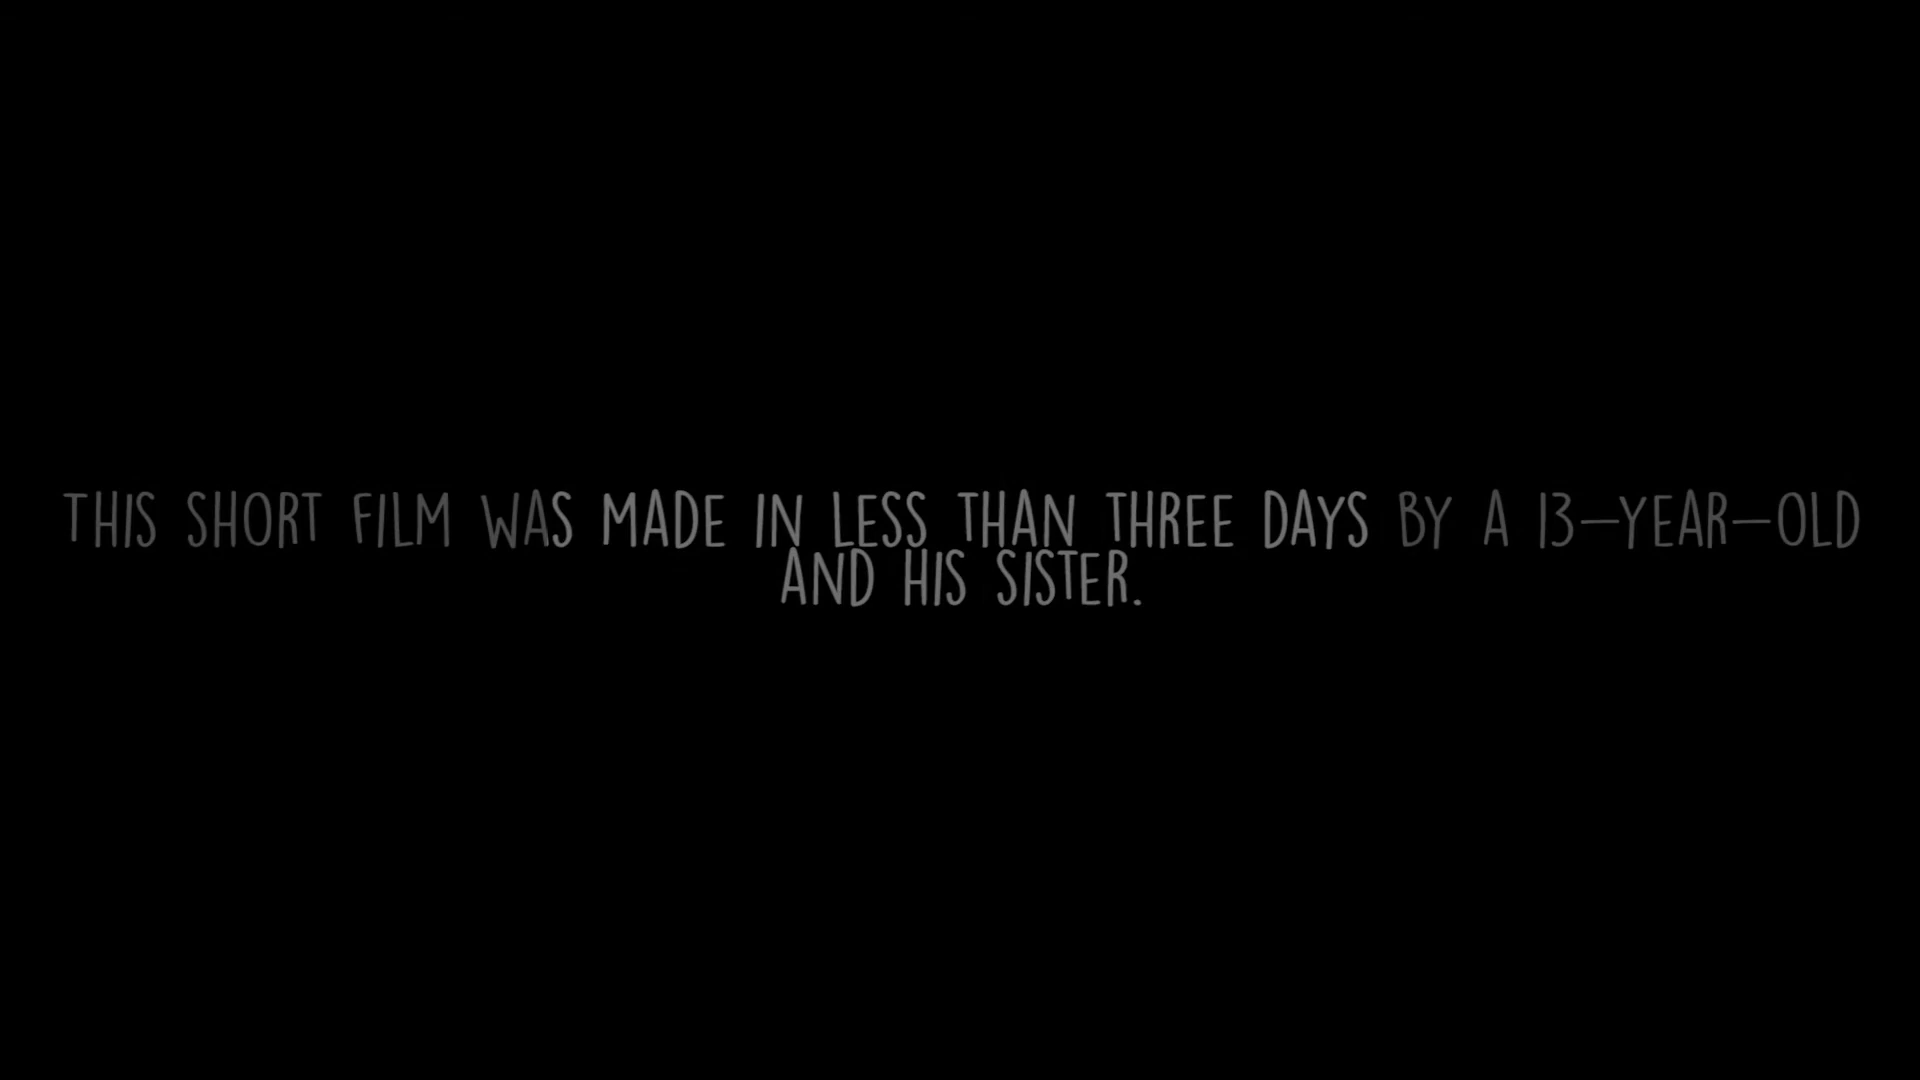 THIS SHORT FILM WAS MADE IN LESS THAN THREE DAYS BY A 13-YEAR-OLD
AND HIS SISTER.